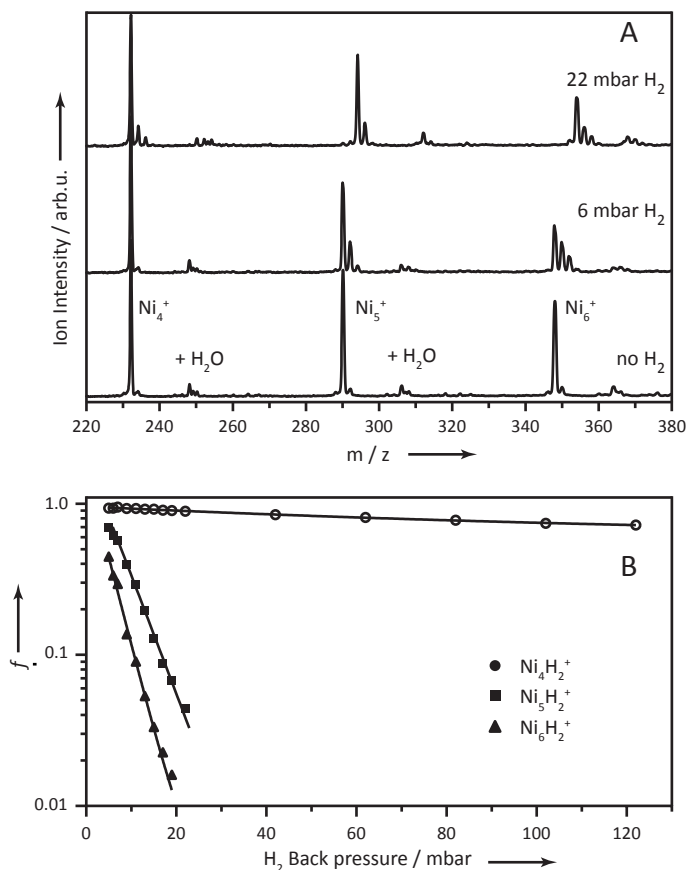 A
22 mbar H₂
6 mbar H₂
Ion Intensity / arb.u.
Ni₄⁺
Ni₅⁺
Ni₆⁺
+ H₂O
+ H₂O
no H₂
220 240 260 280 300 320 340 360 380
m / z
1.0
B
f
0.1
Ni₄H₂⁺
Ni₅H₂⁺
Ni₆H₂⁺
0.01
0 20 40 60 80 100 120
H₂ Back pressure / mbar